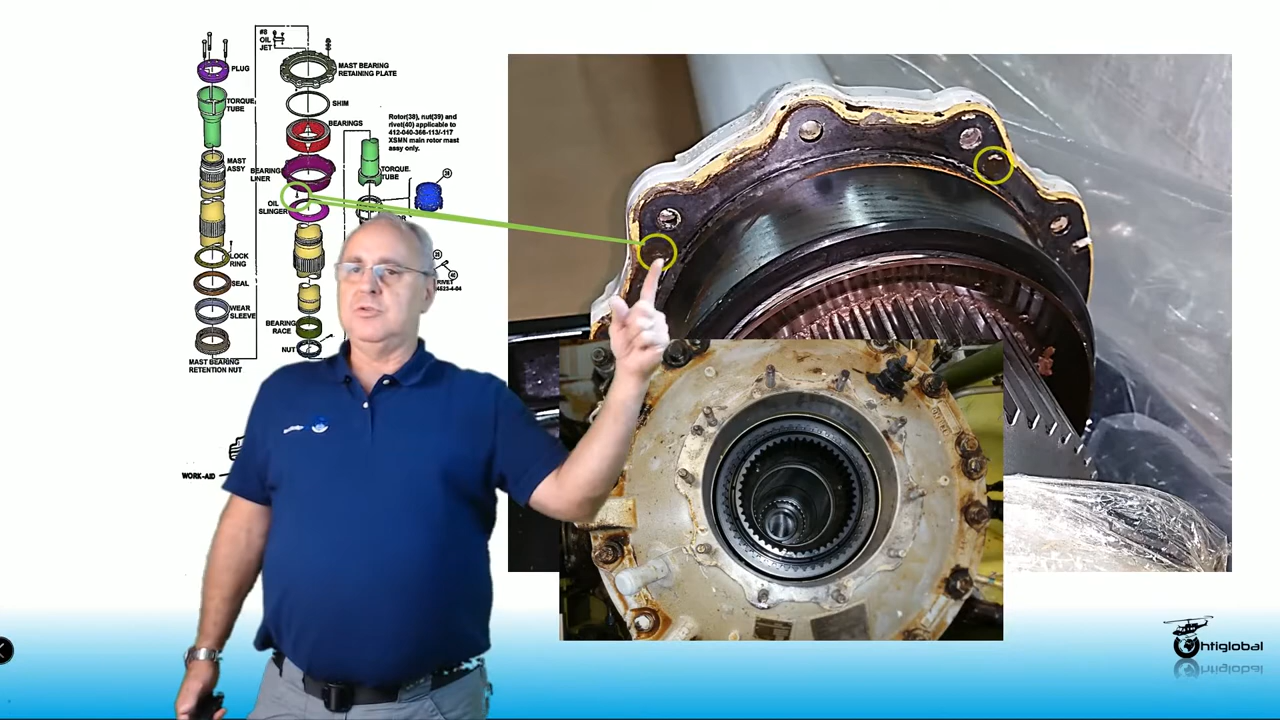 #8
OIL
JET
PLUG
TORQUE
TUBE
MAST
ASSY
LOCK
RING
SEAL
WEAR
SLEEVE
MAST BEARING
RETENTION NUT
WORK-AID
MAST BEARING
RETAINING PLATE
SHIM
BEARINGS
BEARING
LINER
OIL
SLINGER
BEARING
RACE
NUT
Rotor(38), nut(39) and
rivet(40) applicable to
412-040-366-113/-117
XSMN main rotor mast
assy only.
TORQUE
TUBE
RIVET
htiglobal